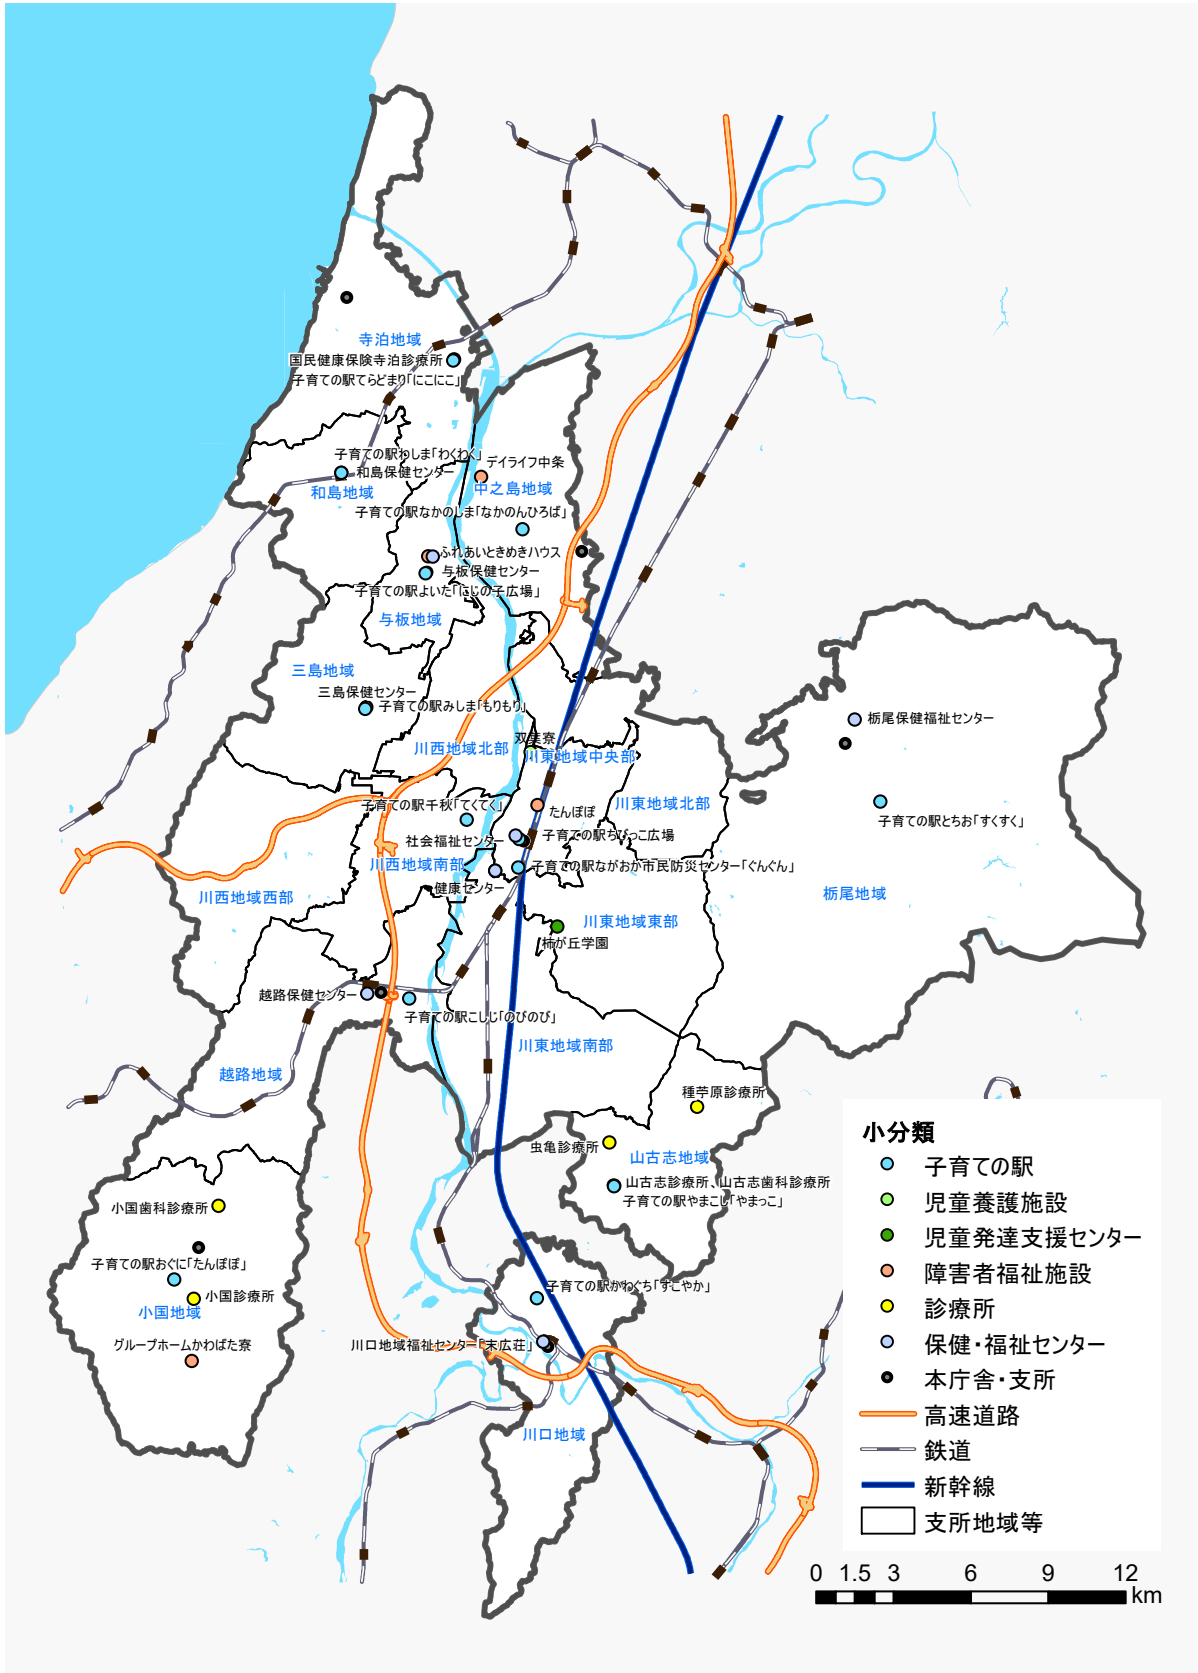 寺泊地域
国民健康保険寺泊診療所
子育ての駅てらどまり「にこにこ」
子育ての駅わしま「わくわく」
和島保健センター
和島地域
デイライフ中条
中之島地域
子育ての駅なかのしま「なかのんひろば」
ふれあいときめきハウス
与板保健センター
子育ての駅よいた「にじの子広場」
与板地域
三島地域
三島保健センター
子育ての駅みしま「もりもり」
川西地域北部
双葉寮
川東地域中央部
栃尾保健福祉センター
子育ての駅千秋「てくてく」
たんぽぽ
川東地域北部
子育ての駅とちお「すくすく」
社会福祉センター
子育ての駅ちびっこ広場
川西地域南部
子育ての駅ながおか市民防災センター「ぐんぐん」
健康センター
川西地域西部
栃尾地域
川東地域東部
柿が丘学園
越路保健センター
子育ての駅こしじ「のびのび」
川東地域南部
越路地域
種苧原診療所
虫亀診療所
山古志地域
山古志診療所、山古志歯科診療所
子育ての駅やまこし「やまっこ」
小国歯科診療所
子育ての駅おぐに「たんぽぽ」
小国診療所
小国地域
グループホームかわばた寮
子育ての駅かわぐち「すこやか」
川口地域福祉センター「末広荘」
川口地域
小分類
子育ての駅
児童養護施設
児童発達支援センター
障害者福祉施設
診療所
保健・福祉センター
本庁舎・支所
高速道路
鉄道
新幹線
支所地域等
0 1.5 3 6 9 12
km